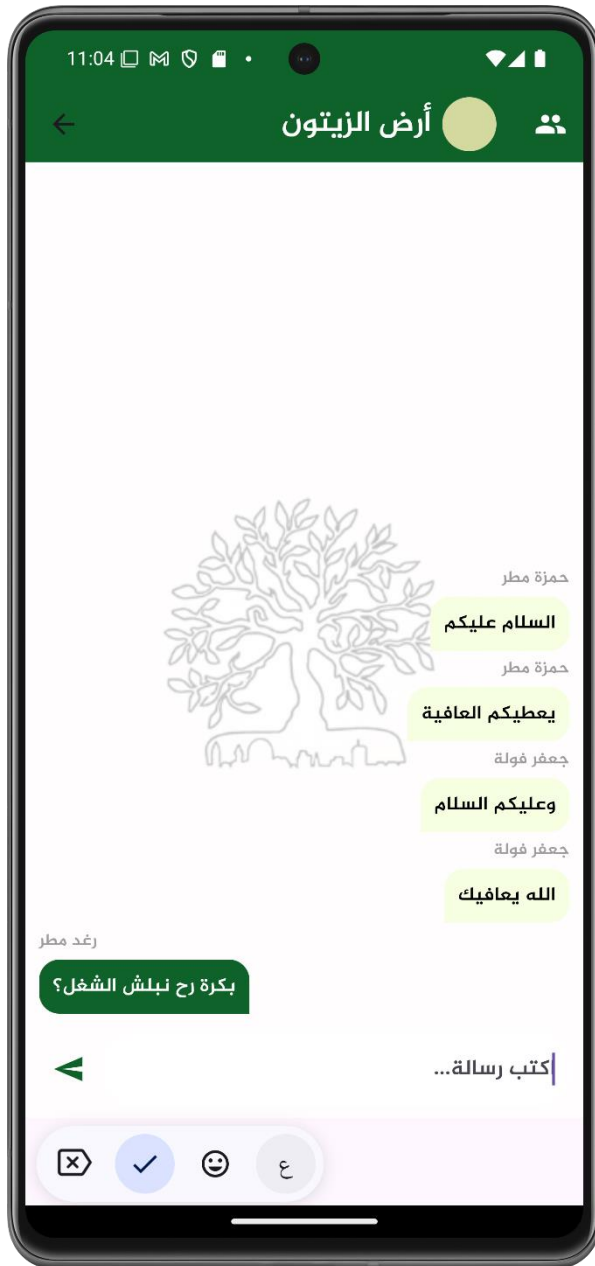 11:04
أرض الزيتون
حمزة مطر
السلام عليكم
حمزة مطر
يعطيكم العافية
جعفر فولة
وعليكم السلام
جعفر فولة
الله يعافيك
رغد مطر
بكرة رح نبلش الشغل؟
اكتب رسالة...
ع